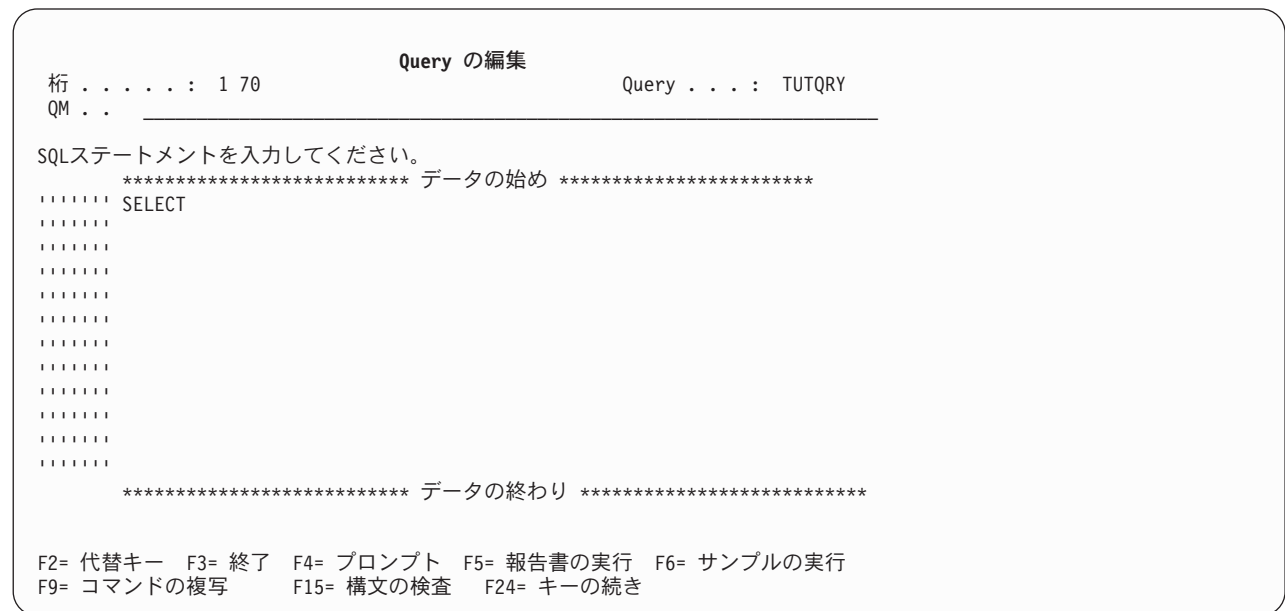 Query の編集
桁 . . . . . :  1 70                                  Query . . . :  TUTQRY
QM . .  _____________________________________________________________________
SQLステートメントを入力してください。
*************************** データの始め ************************
''''''' SELECT
'''''''
'''''''
'''''''
'''''''
'''''''
'''''''
'''''''
'''''''
'''''''
'''''''
'''''''
*************************** データの終わり ***************************
F2= 代替キー  F3= 終了  F4= プロンプト  F5= 報告書の実行  F6= サンプルの実行
F9= コマンドの複写      F15= 構文の検査   F24= キーの続き